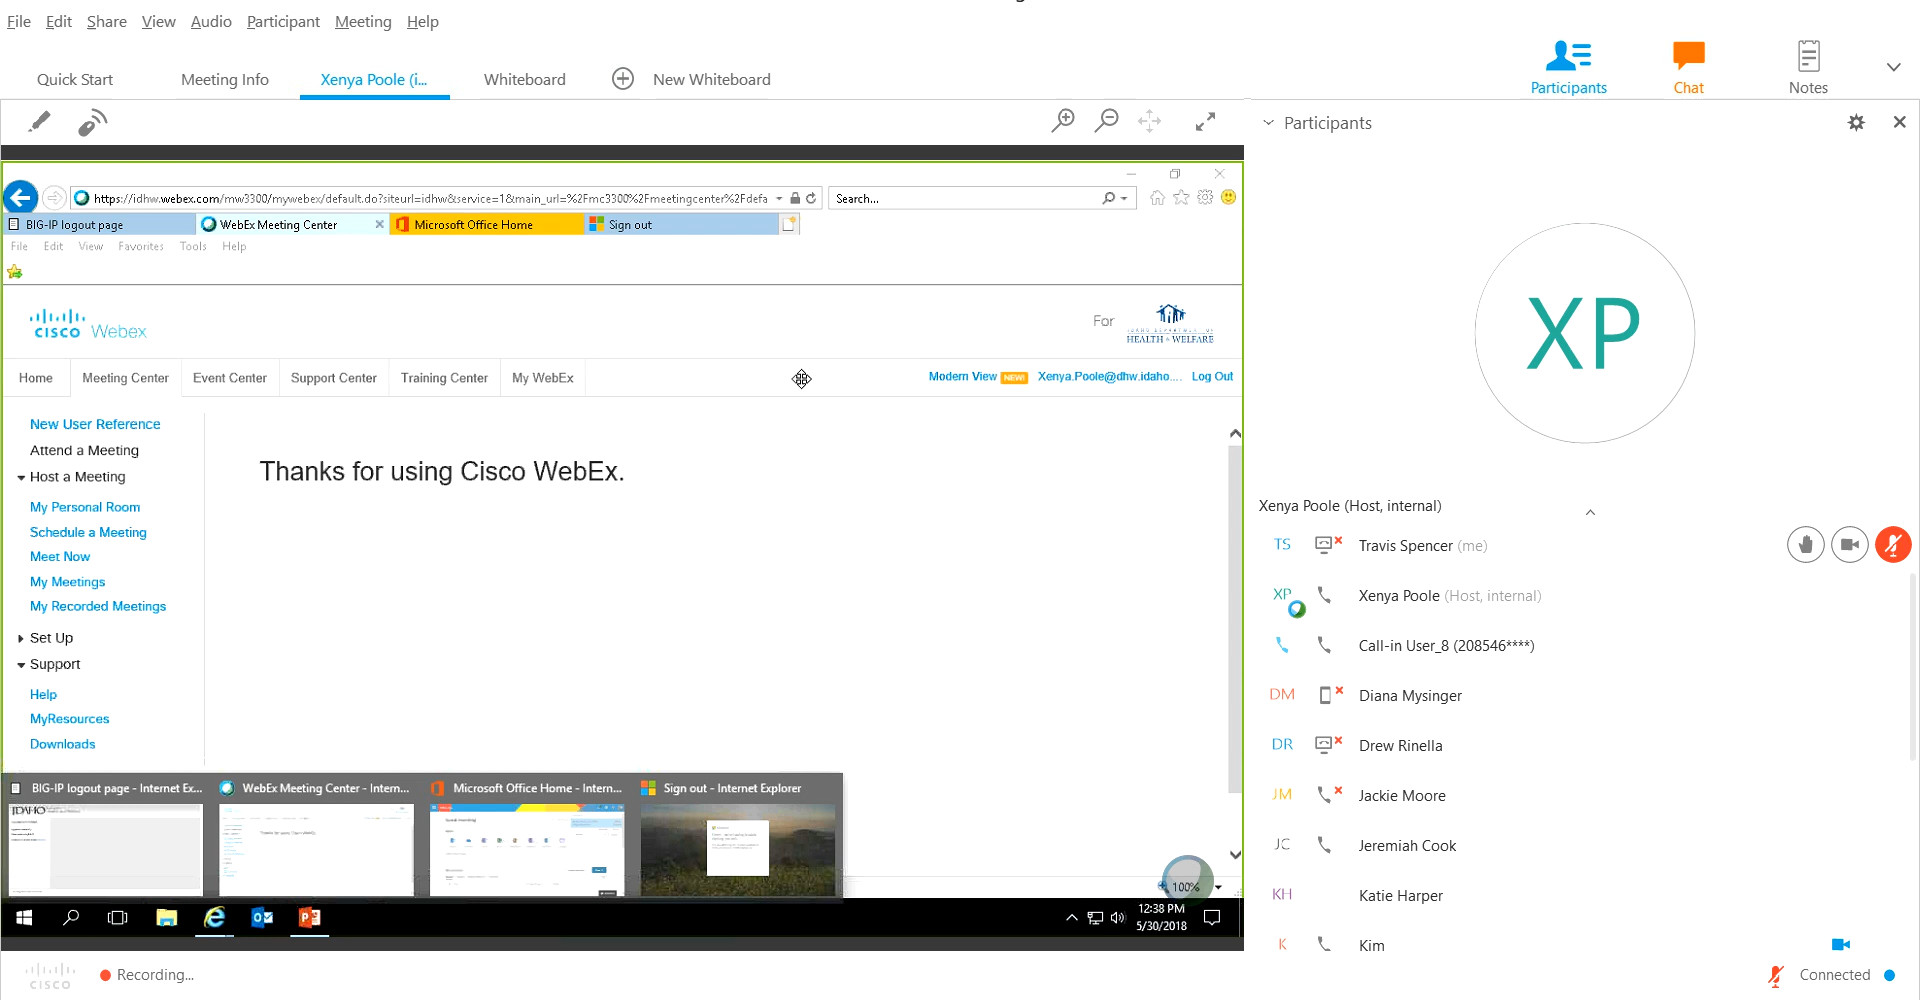 File Edit Share View Audio Participant Meeting Help
Quick Start Meeting Info Xenya Poole (i... Whiteboard New Whiteboard
Participants Chat Notes
Participants
https://idhw.webex.com/mw3300/mywebex/default.do?siteurl=idhw&service=1&main_url=%2Fmc3300%2Fmeetingcenter%2Fdefa
Search...
BIG-IP logout page WebEx Meeting Center Microsoft Office Home Sign out
File Edit View Favorites Tools Help
cisco Webex
For
HEALTH & WELFARE
Home Meeting Center Event Center Support Center Training Center My WebEx
Modern View NEW! Xenya.Poole@dhw.idaho.... Log Out
New User Reference
Attend a Meeting
Host a Meeting
My Personal Room
Schedule a Meeting
Meet Now
My Meetings
My Recorded Meetings
Set Up
Support
Help
MyResources
Downloads
Thanks for using Cisco WebEx.
BIG-IP logout page - Internet Ex... WebEx Meeting Center - Intern... Microsoft Office Home - Intern... Sign out - Internet Explorer
IDAHO
100%
12:38 PM
5/30/2018
CISCO
Recording...
XP
Xenya Poole (Host, internal)
TS Travis Spencer (me)
XP Xenya Poole (Host, internal)
Call-in User_8 (208546****)
DM Diana Mysinger
DR Drew Rinella
JM Jackie Moore
JC Jeremiah Cook
KH Katie Harper
K Kim
Connected